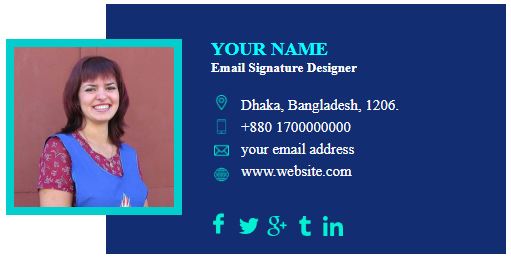 YOUR NAME
Email Signature Designer
Dhaka, Bangladesh, 1206.
+880 1700000000
your email address
www.website.com